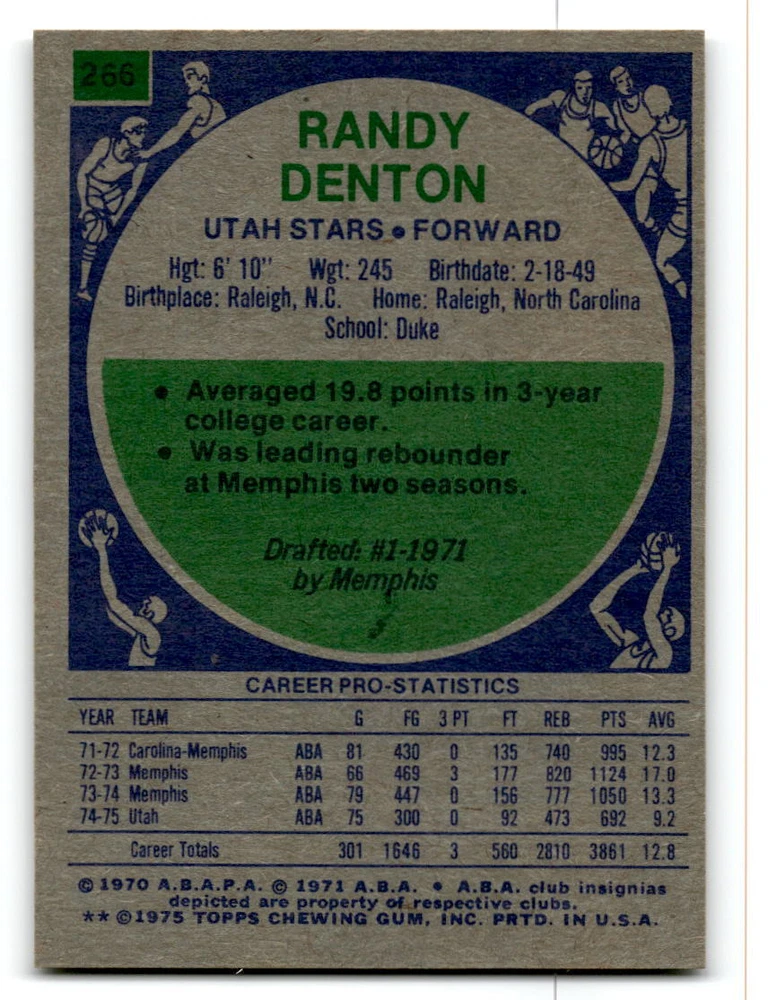 266
RANDY
DENTON
UTAH STARS • FORWARD
Hgt: 6' 10" Wgt: 245 Birthdate: 2-18-49
Birthplace: Raleigh, N.C. Home: Raleigh, North Carolina
School: Duke
• Averaged 19.8 points in 3-year
college career.
• Was leading rebounder
at Memphis two seasons.
Drafted: #1-1971
by Memphis
CAREER PRO-STATISTICS
YEAR TEAM G FG 3 PT FT REB PTS AVG
71-72 Carolina-Memphis ABA 81 430 0 135 740 995 12.3
72-73 Memphis ABA 66 469 3 177 820 1124 17.0
73-74 Memphis ABA 79 447 0 156 777 1050 13.3
74-75 Utah ABA 75 300 0 92 473 692 9.2
Career Totals 301 1646 3 560 2810 3861 12.8
© 1970 A.B.A.P.A. © 1971 A.B.A. • A.B.A. club insignias
depicted are property of respective clubs.
** ©1975 TOPPS CHEWING GUM, INC. PRTD. IN U.S.A.